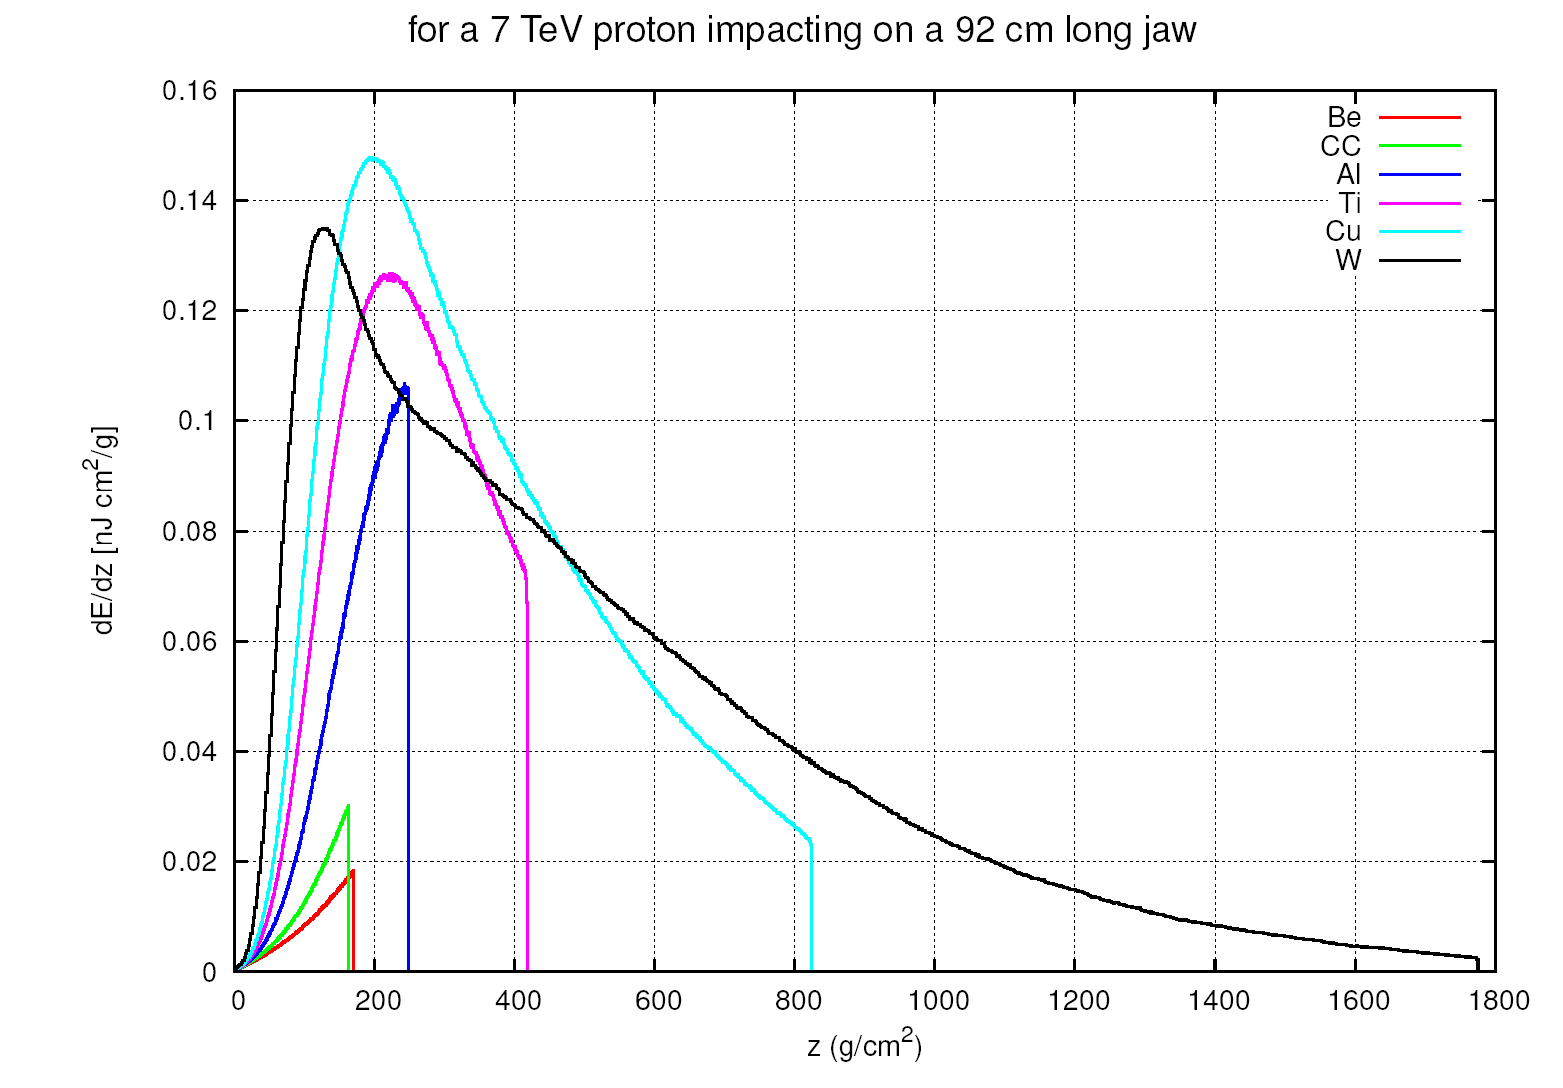 for a 7 TeV proton impacting on a 92 cm long jaw
0.16
0.14
0.12
0.1
0.08
0.06
0.04
0.02
0
dE/dz [nJ cm²/g]
Be
CC
Al
Ti
Cu
W
0 200 400 600 800 1000 1200 1400 1600 1800
z (g/cm²)